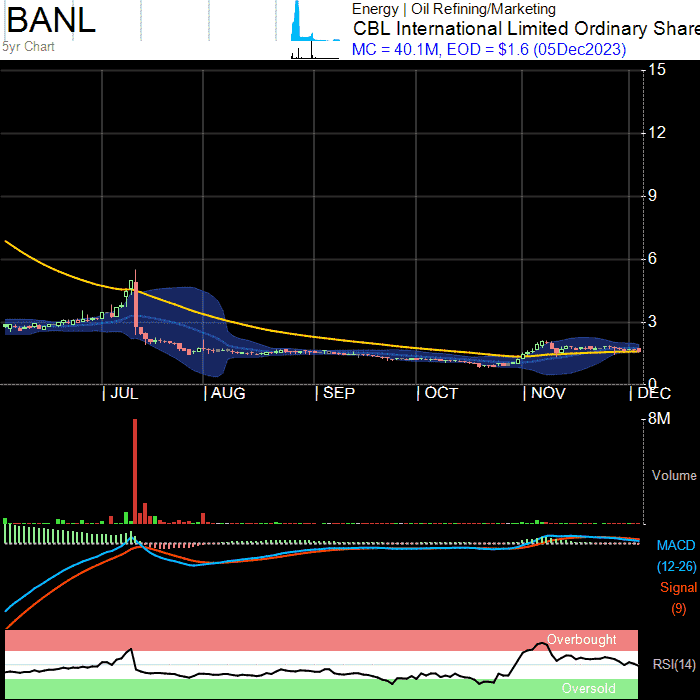 BANL
5yr Chart
Energy | Oil Refining/Marketing
CBL International Limited Ordinary Share
MC = 40.1M, EOD = $1.6 (05Dec2023)
15
12
9
6
3
0
JUL
AUG
SEP
OCT
NOV
DEC
8M
Volume
MACD
(12-26)
Signal
(9)
Overbought
RSI(14)
Oversold